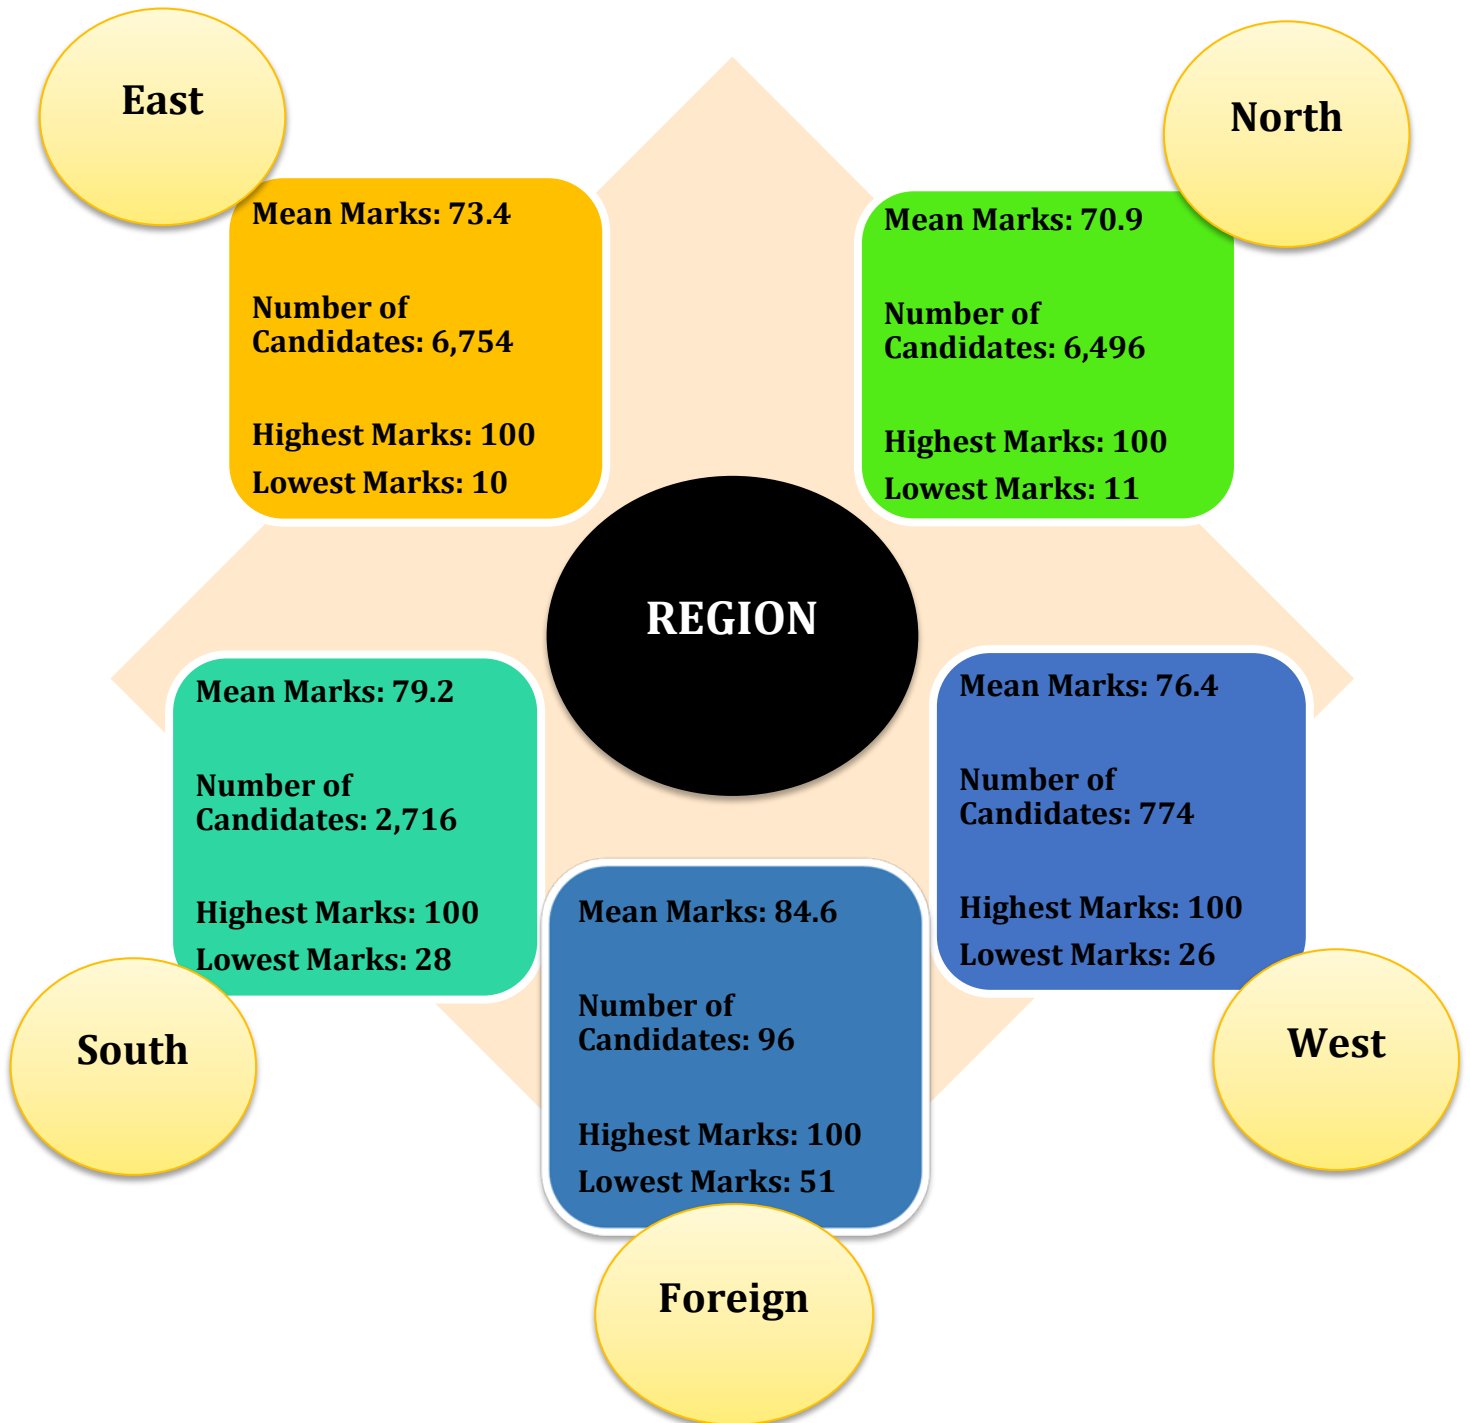 East
Mean Marks: 73.4
Number of
Candidates: 6,754
Highest Marks: 100
Lowest Marks: 10
North
Mean Marks: 70.9
Number of
Candidates: 6,496
Highest Marks: 100
Lowest Marks: 11
REGION
Mean Marks: 79.2
Number of
Candidates: 2,716
Highest Marks: 100
Lowest Marks: 28
South
Mean Marks: 76.4
Number of
Candidates: 774
Highest Marks: 100
Lowest Marks: 26
West
Mean Marks: 84.6
Number of
Candidates: 96
Highest Marks: 100
Lowest Marks: 51
Foreign